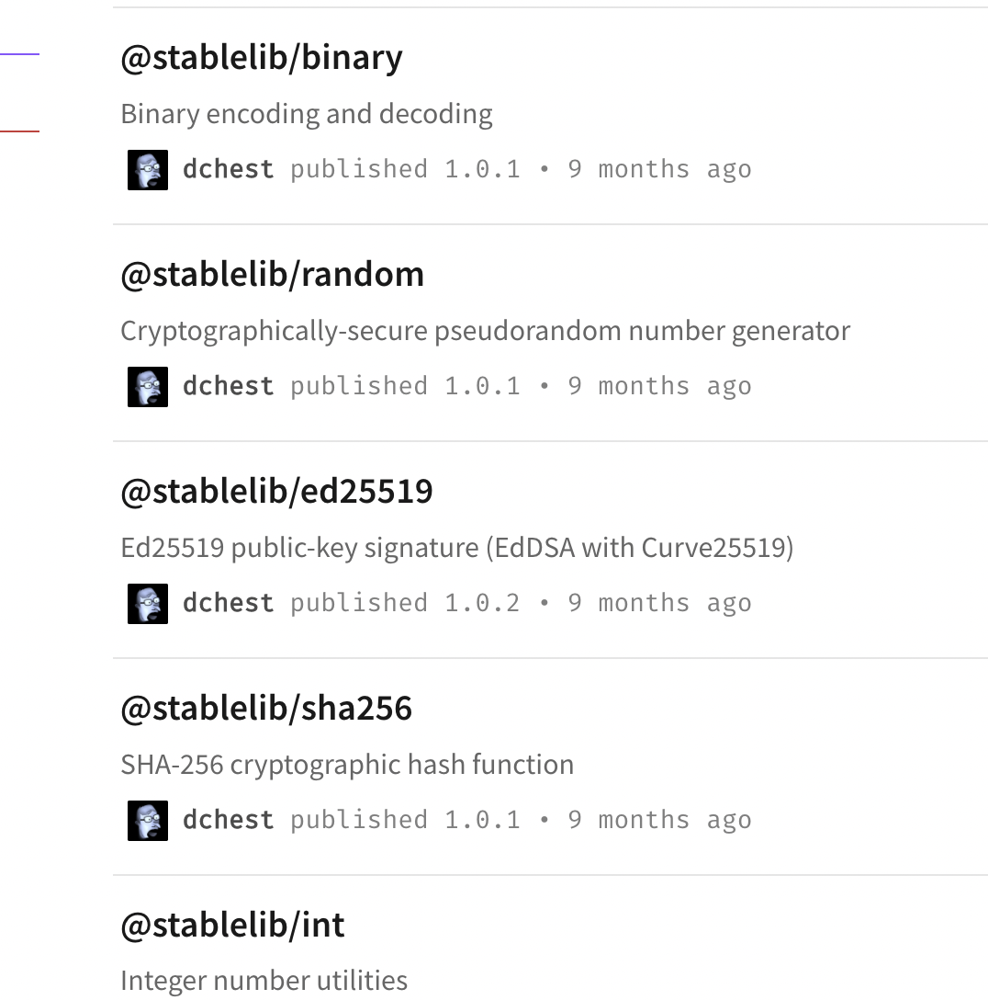 @stablelib/binary
Binary encoding and decoding
dchest published 1.0.1 • 9 months ago
@stablelib/random
Cryptographically-secure pseudorandom number generator
dchest published 1.0.1 • 9 months ago
@stablelib/ed25519
Ed25519 public-key signature (EdDSA with Curve25519)
dchest published 1.0.2 • 9 months ago
@stablelib/sha256
SHA-256 cryptographic hash function
dchest published 1.0.1 • 9 months ago
@stablelib/int
Integer number utilities